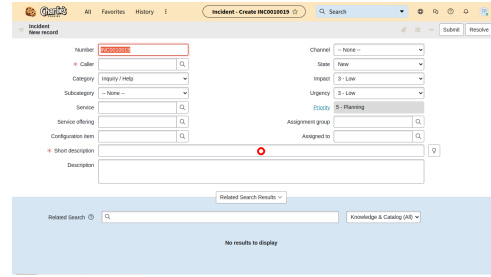 Charlie's All Favorites History Incident - Create INC0010019 Search
Incident
New record
Submit Resolve
Number INC0010019 Channel -- None --
Caller State New
Category Inquiry / Help Impact 3 - Low
Subcategory -- None -- Urgency 3 - Low
Service Priority 5 - Planning
Service offering Assignment group
Configuration item Assigned to
Short description
Description
Related Search Results
Related Search Knowledge & Catalog (All)
No results to display